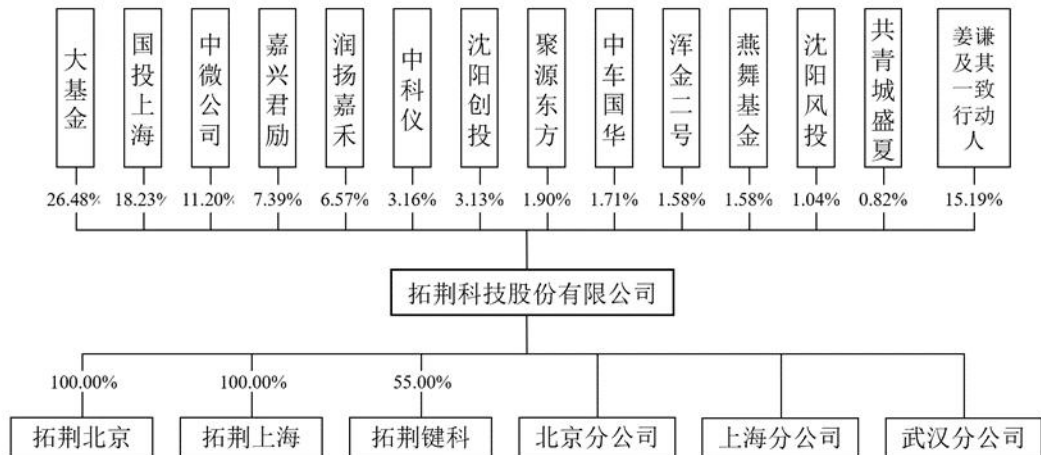 大基金
国投上海
中微公司
嘉兴君励
润扬嘉禾
中科仪
沈阳创投
聚源东方
中车国华
浑金二号
燕舞基金
沈阳风投
共青城盛夏
姜谦及其一致行动人
26.48% 18.23% 11.20% 7.39% 6.57% 3.16% 3.13% 1.90% 1.71% 1.58% 1.58% 1.04% 0.82% 15.19%
拓荆科技股份有限公司
100.00% 100.00% 55.00%
拓荆北京 拓荆上海 拓荆键科 北京分公司 上海分公司 武汉分公司